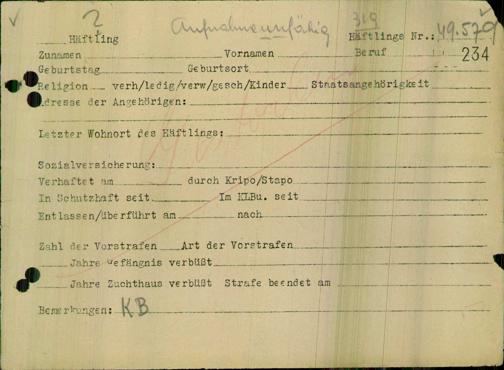 2 Aufnahmeunfähig 319
Häftling Häftlings Nr.: 49.579
Zunamen Vornamen Beruf 234
Geburtstag Geburtsort
Religion verh/ledig/verw/gesch/Kinder Staatsangehörigkeit
Adresse der Angehörigen:
Letzter Wohnort des Häftlings:
Sozialversicherung:
Verhaftet am durch Kripo/Stapo
In Schutzhaft seit Im KLBu. seit
Entlassen/überführt am nach
Zahl der Vorstrafen Art der Vorstrafen
Jahre Gefängnis verbüßt
Jahre Zuchthaus verbüßt Strafe beendet am
Bemerkungen: KB